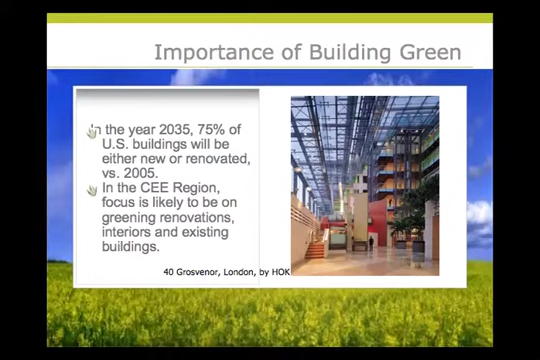 Importance of Building Green
In the year 2035, 75% of
U.S. buildings will be
either new or renovated,
vs. 2005.
In the CEE Region,
focus is likely to be on
greening renovations,
interiors and existing
buildings.
40 Grosvenor, London, by HOK